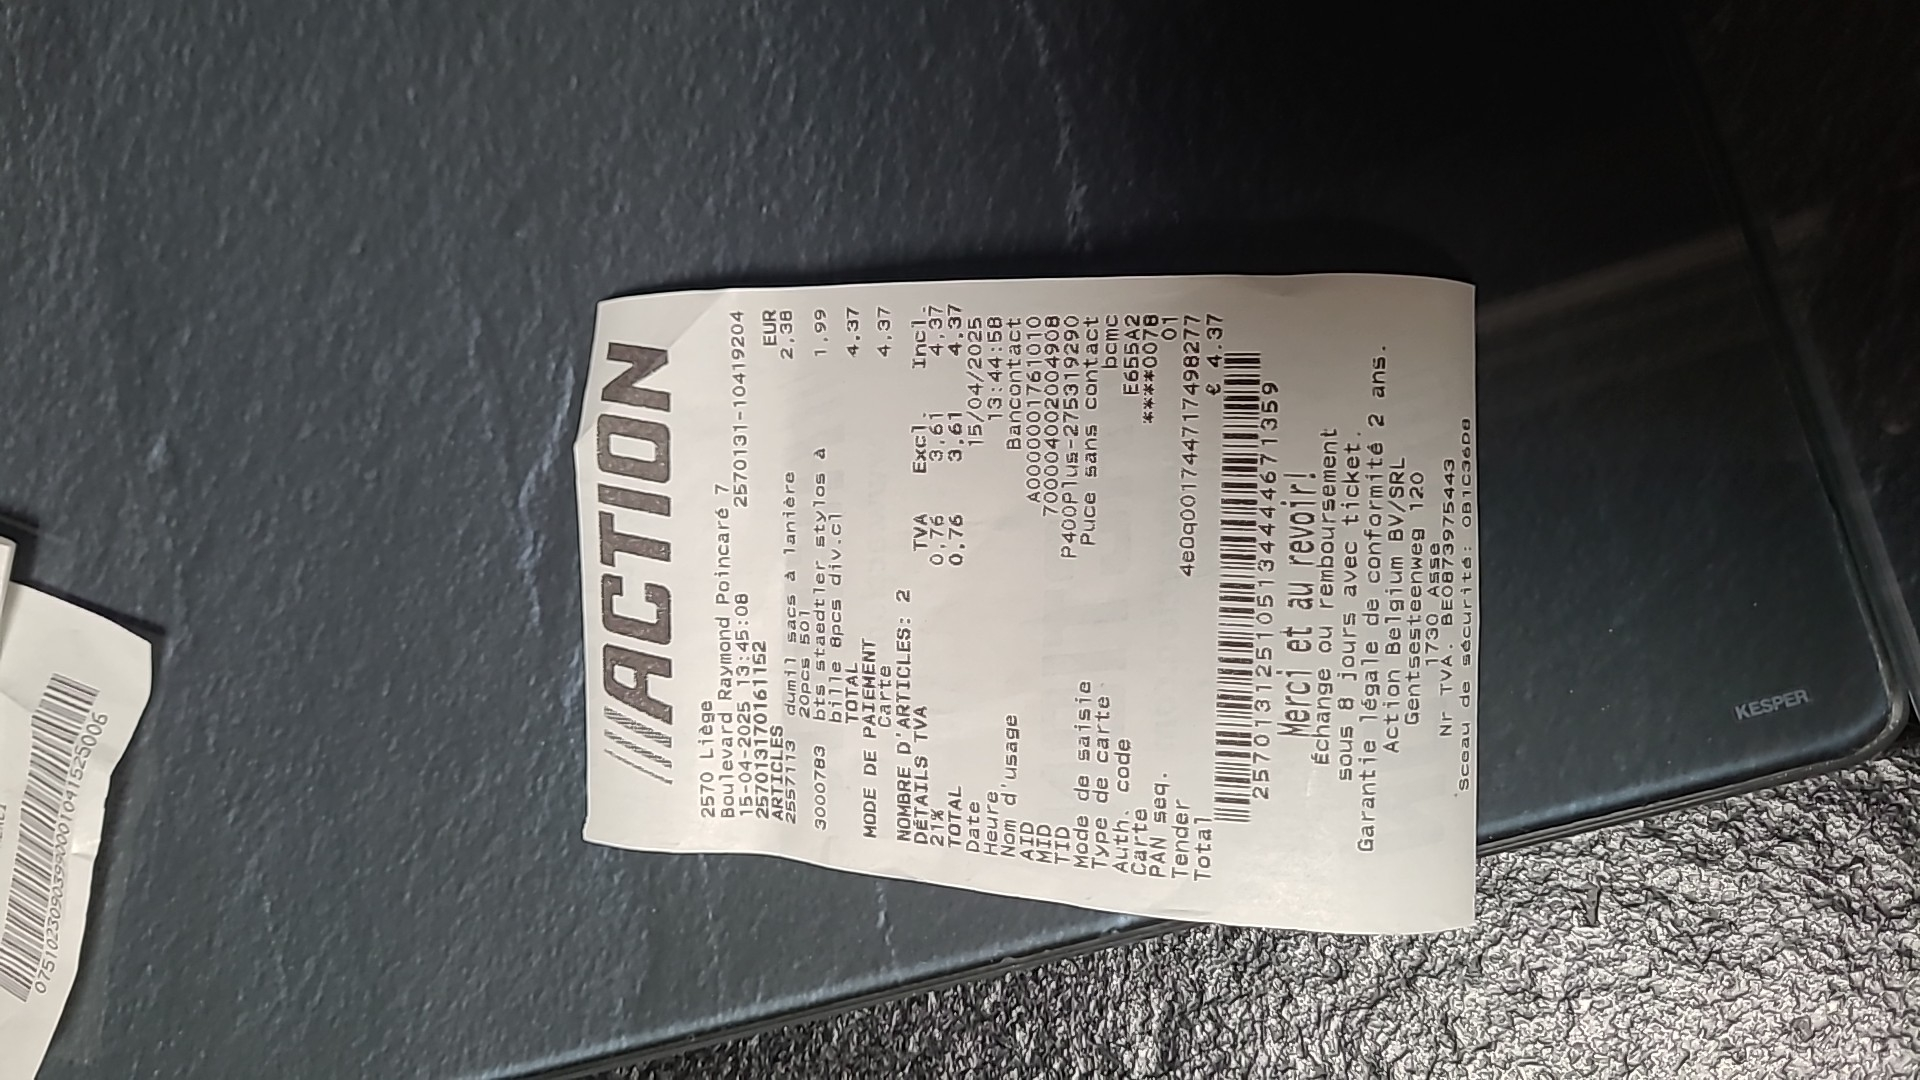 ///ACTION
2570 Liège
Boulevard Raymond Poincaré 7
15-04-2025 13:45:08 2570131-10419204
2570131170161152
ARTICLES EUR
2557113 dumil sacs à lanière 2,38
20pcs 50l
3000783 bts staedtler stylos à 1,99
bille 8pcs div.cl
TOTAL 4,37
MODE DE PAIEMENT
Carte 4,37
NOMBRE D'ARTICLES: 2
DÉTAILS TVA TVA Excl. Incl.
21% 0,76 3,61 4,37
TOTAL 0,76 3,61 4,37
Date 15/04/2025
Heure 13:44:58
Nom d'usage Bancontact
AID A0000001761010
MID 700004002004908
TID P400Plus-275319290
Mode de saisie Puce sans contact
Type de carte bcmc
Auth. code E655A2
Carte ****0078
PAN seq. 01
Tender 4e0q001744717498277
Total € 4.37
2570131251051344446713​59
Merci et au revoir!
Échange ou remboursement
sous 8 jours avec ticket.
Garantie légale de conformité 2 ans.
Action Belgium BV/SRL
Gentsesteenweg 120
1730 Asse
Nr TVA. BE0873975443
Sceau de sécurité: 0B1C36D8
KESPER